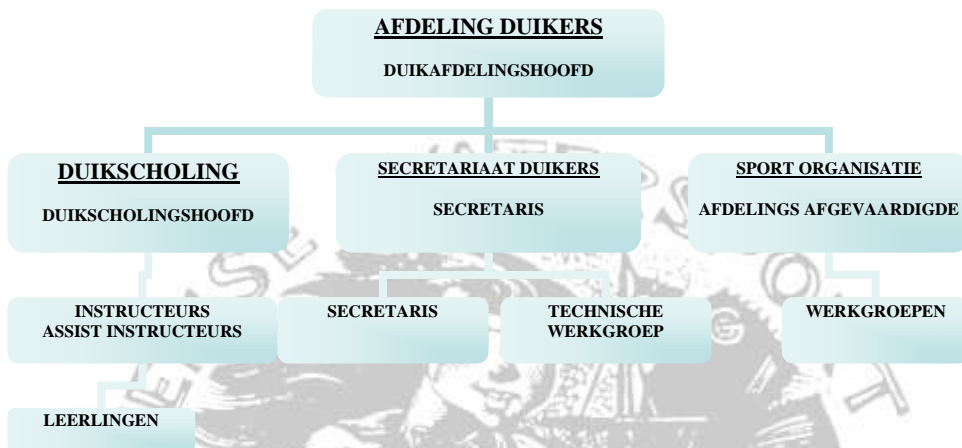 AFDELING DUIKERS
DUIKAFDELINGSHOOFD
DUIKSCHOLING
DUIKSCHOLINGSHOOFD
SECRETARIAAT DUIKERS
SECRETARIS
SPORT ORGANISATIE
AFDELINGS AFGEVAARDIGDE
INSTRUCTEURS
ASSIST INSTRUCTEURS
SECRETARIS
TECHNISCHE
WERKGROEP
WERKGROEPEN
LEERLINGEN